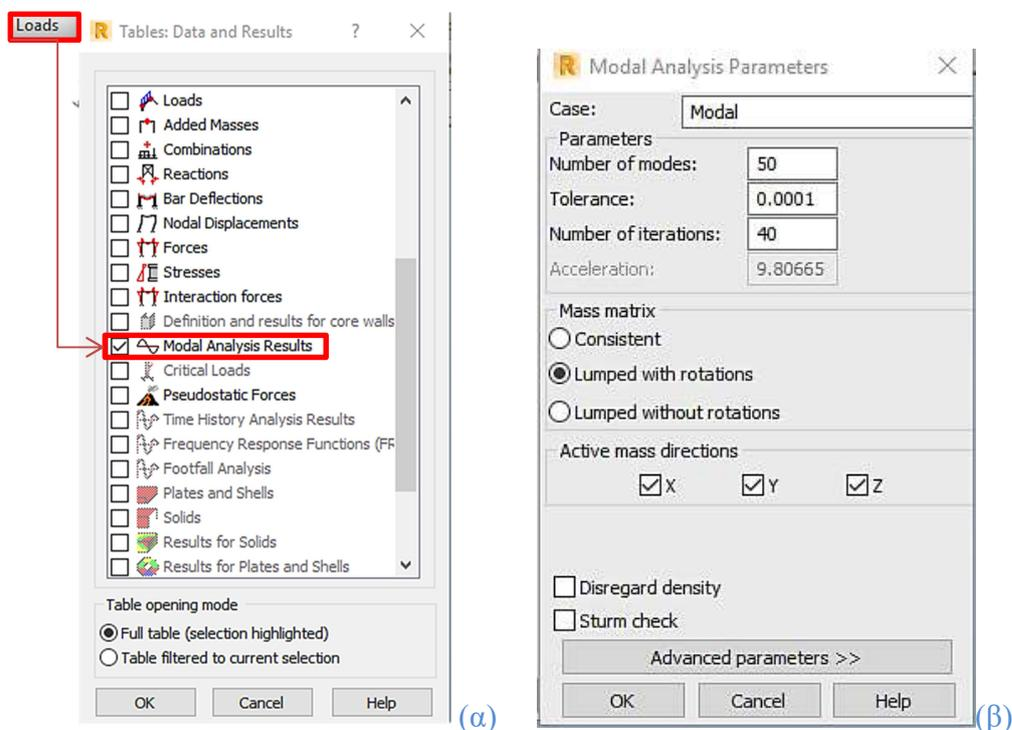 Loads
Tables: Data and Results
Loads
Added Masses
Combinations
Reactions
Bar Deflections
Nodal Displacements
Forces
Stresses
Interaction forces
Definition and results for core walls
Modal Analysis Results
Critical Loads
Pseudostatic Forces
Time History Analysis Results
Frequency Response Functions (FR
Footfall Analysis
Plates and Shells
Solids
Results for Solids
Results for Plates and Shells
Table opening mode
Full table (selection highlighted)
Table filtered to current selection
OK Cancel Help
(α)
Modal Analysis Parameters
Case: Modal
Parameters
Number of modes: 50
Tolerance: 0.0001
Number of iterations: 40
Acceleration: 9.80665
Mass matrix
Consistent
Lumped with rotations
Lumped without rotations
Active mass directions
X Y Z
Disregard density
Sturm check
Advanced parameters >>
OK Cancel Help
(β)